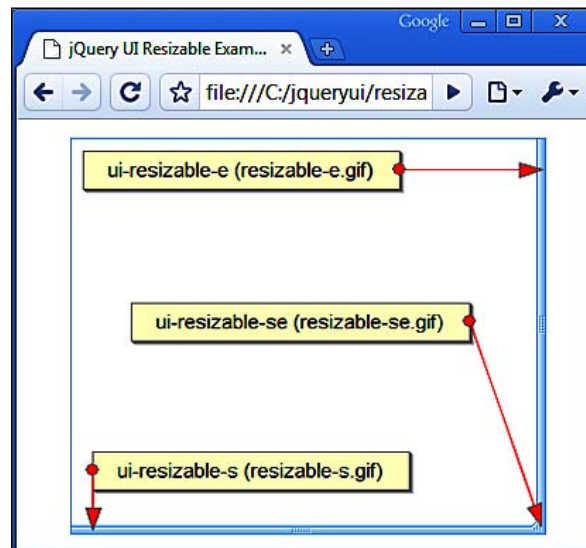 Google
jQuery UI Resizable Exam...
file:///C:/jqueryui/resiza
ui-resizable-e (resizable-e.gif)
ui-resizable-se (resizable-se.gif)
ui-resizable-s (resizable-s.gif)